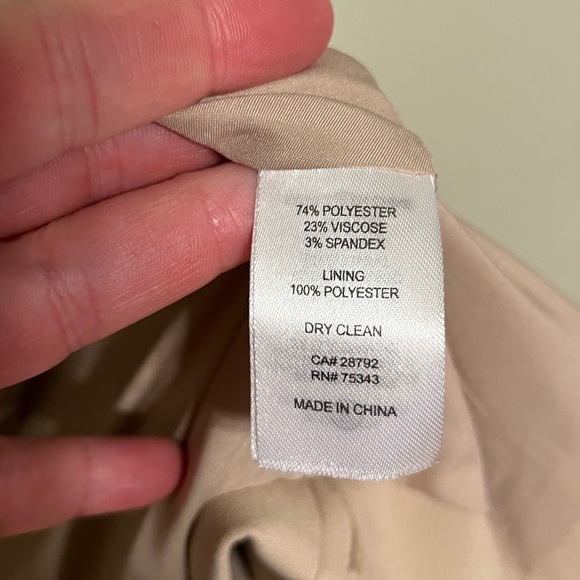 74% POLYESTER
23% VISCOSE
3% SPANDEX
LINING
100% POLYESTER
DRY CLEAN
CA# 28792
RN# 75343
MADE IN CHINA